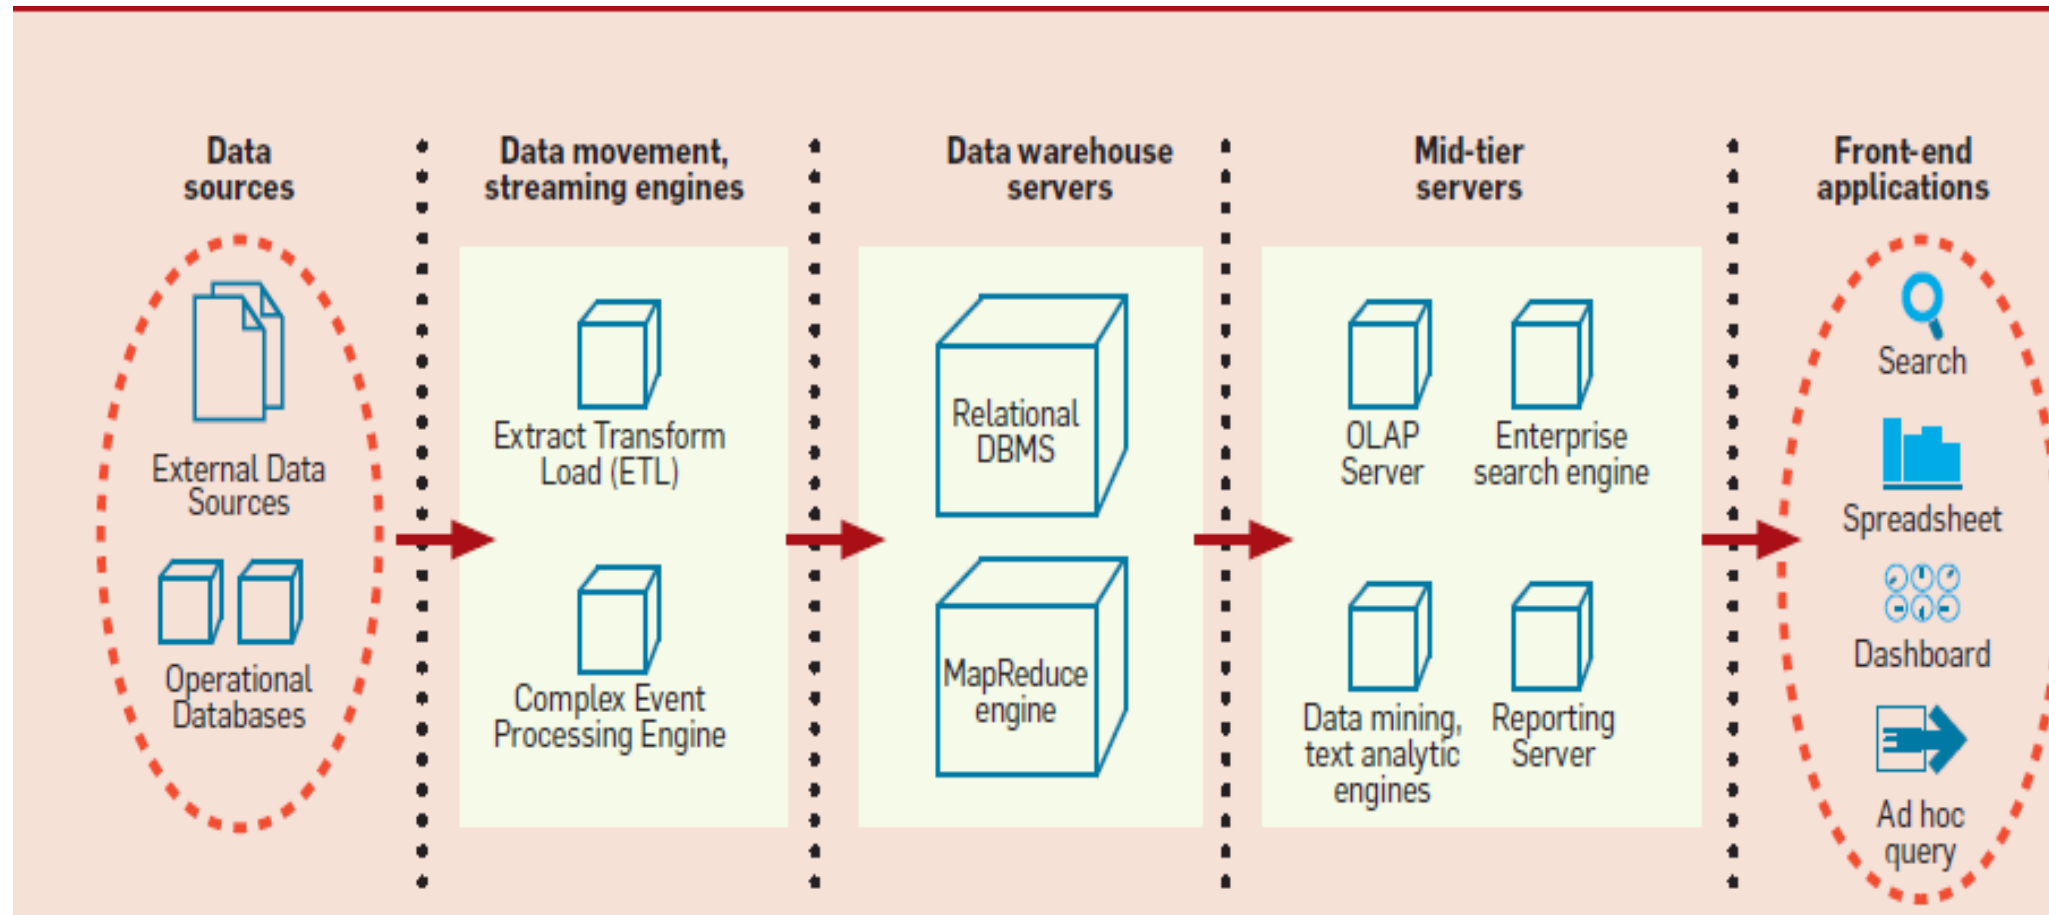 Data
sources
Data movement,
streaming engines
Data warehouse
servers
Mid-tier
servers
Front-end
applications
External Data
Sources
Operational
Databases
Extract Transform
Load (ETL)
Complex Event
Processing Engine
Relational
DBMS
MapReduce
engine
OLAP
Server
Enterprise
search engine
Data mining,
text analytic
engines
Reporting
Server
Search
Spreadsheet
Dashboard
Ad hoc
query